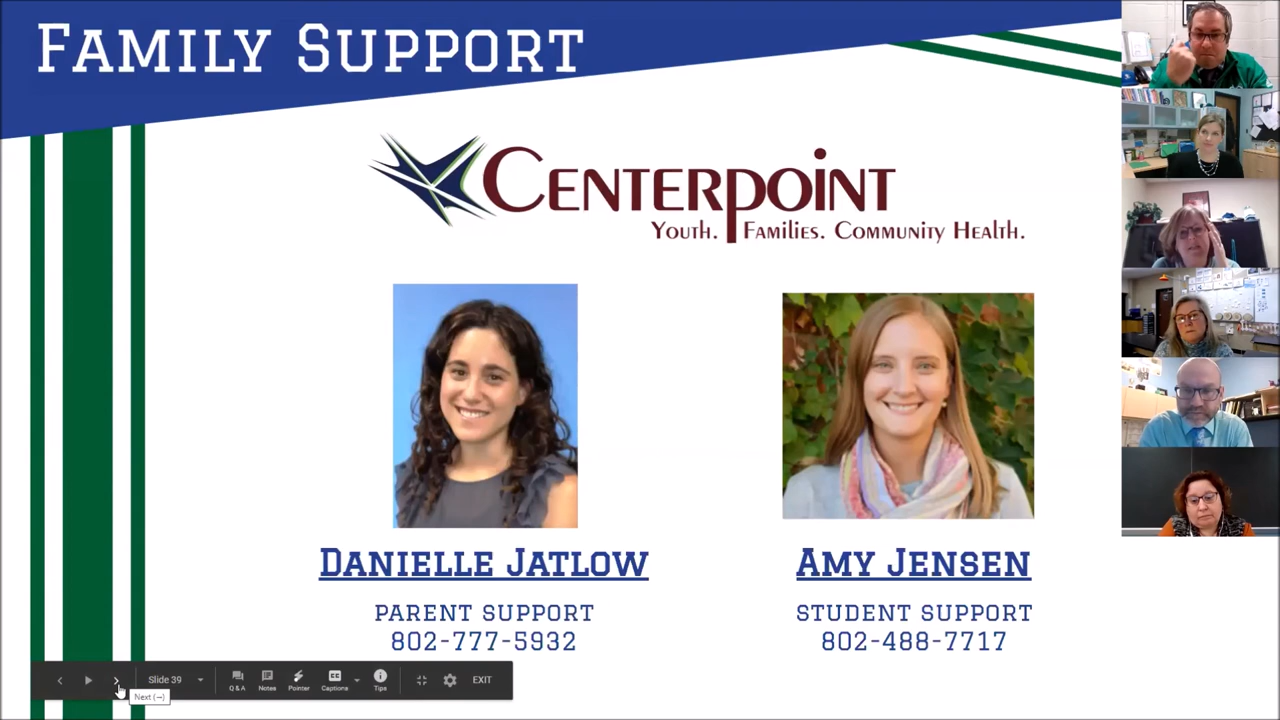 Family Support
Centerpoint
Youth. Families. Community Health.
Danielle Jatlow
Parent Support
802-777-5932
Amy Jensen
Student Support
802-488-7717
Slide 39
Q & A
Notes
Pointer
Captions
Tips
EXIT
Next (→)